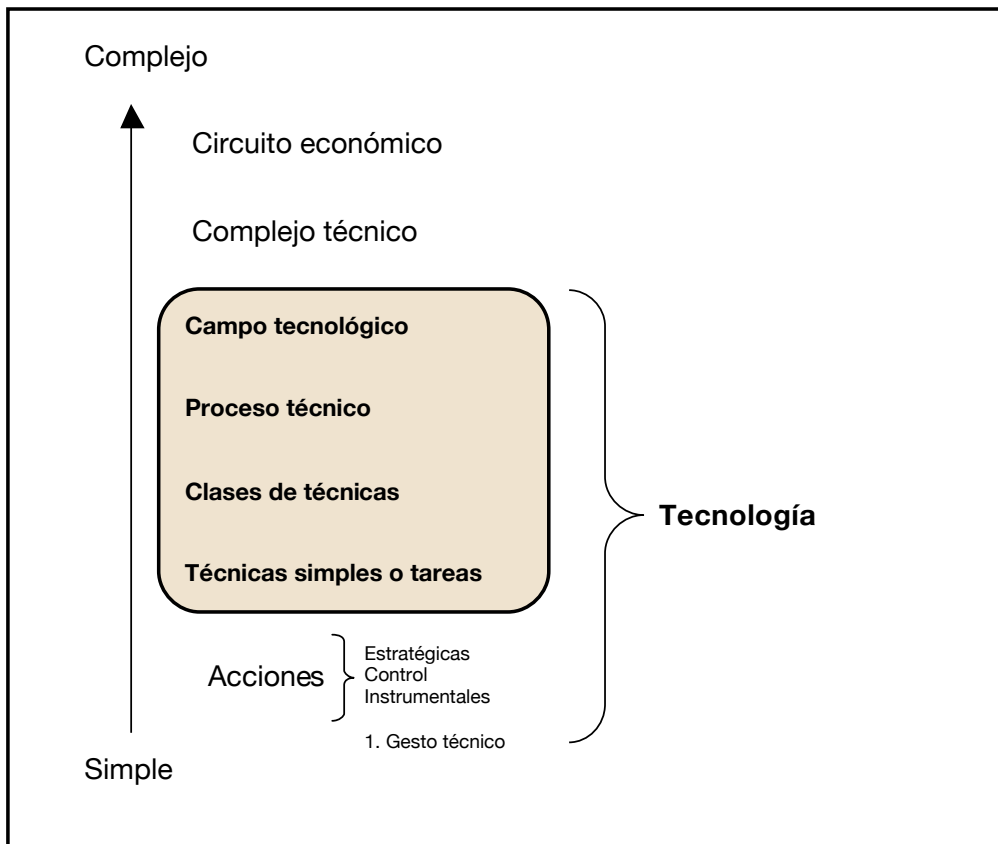 Complejo
Circuito económico
Complejo técnico
Campo tecnológico
Proceso técnico
Clases de técnicas
Técnicas simples o tareas
Tecnología
Acciones
Estratégicas
Control
Instrumentales
1. Gesto técnico
Simple